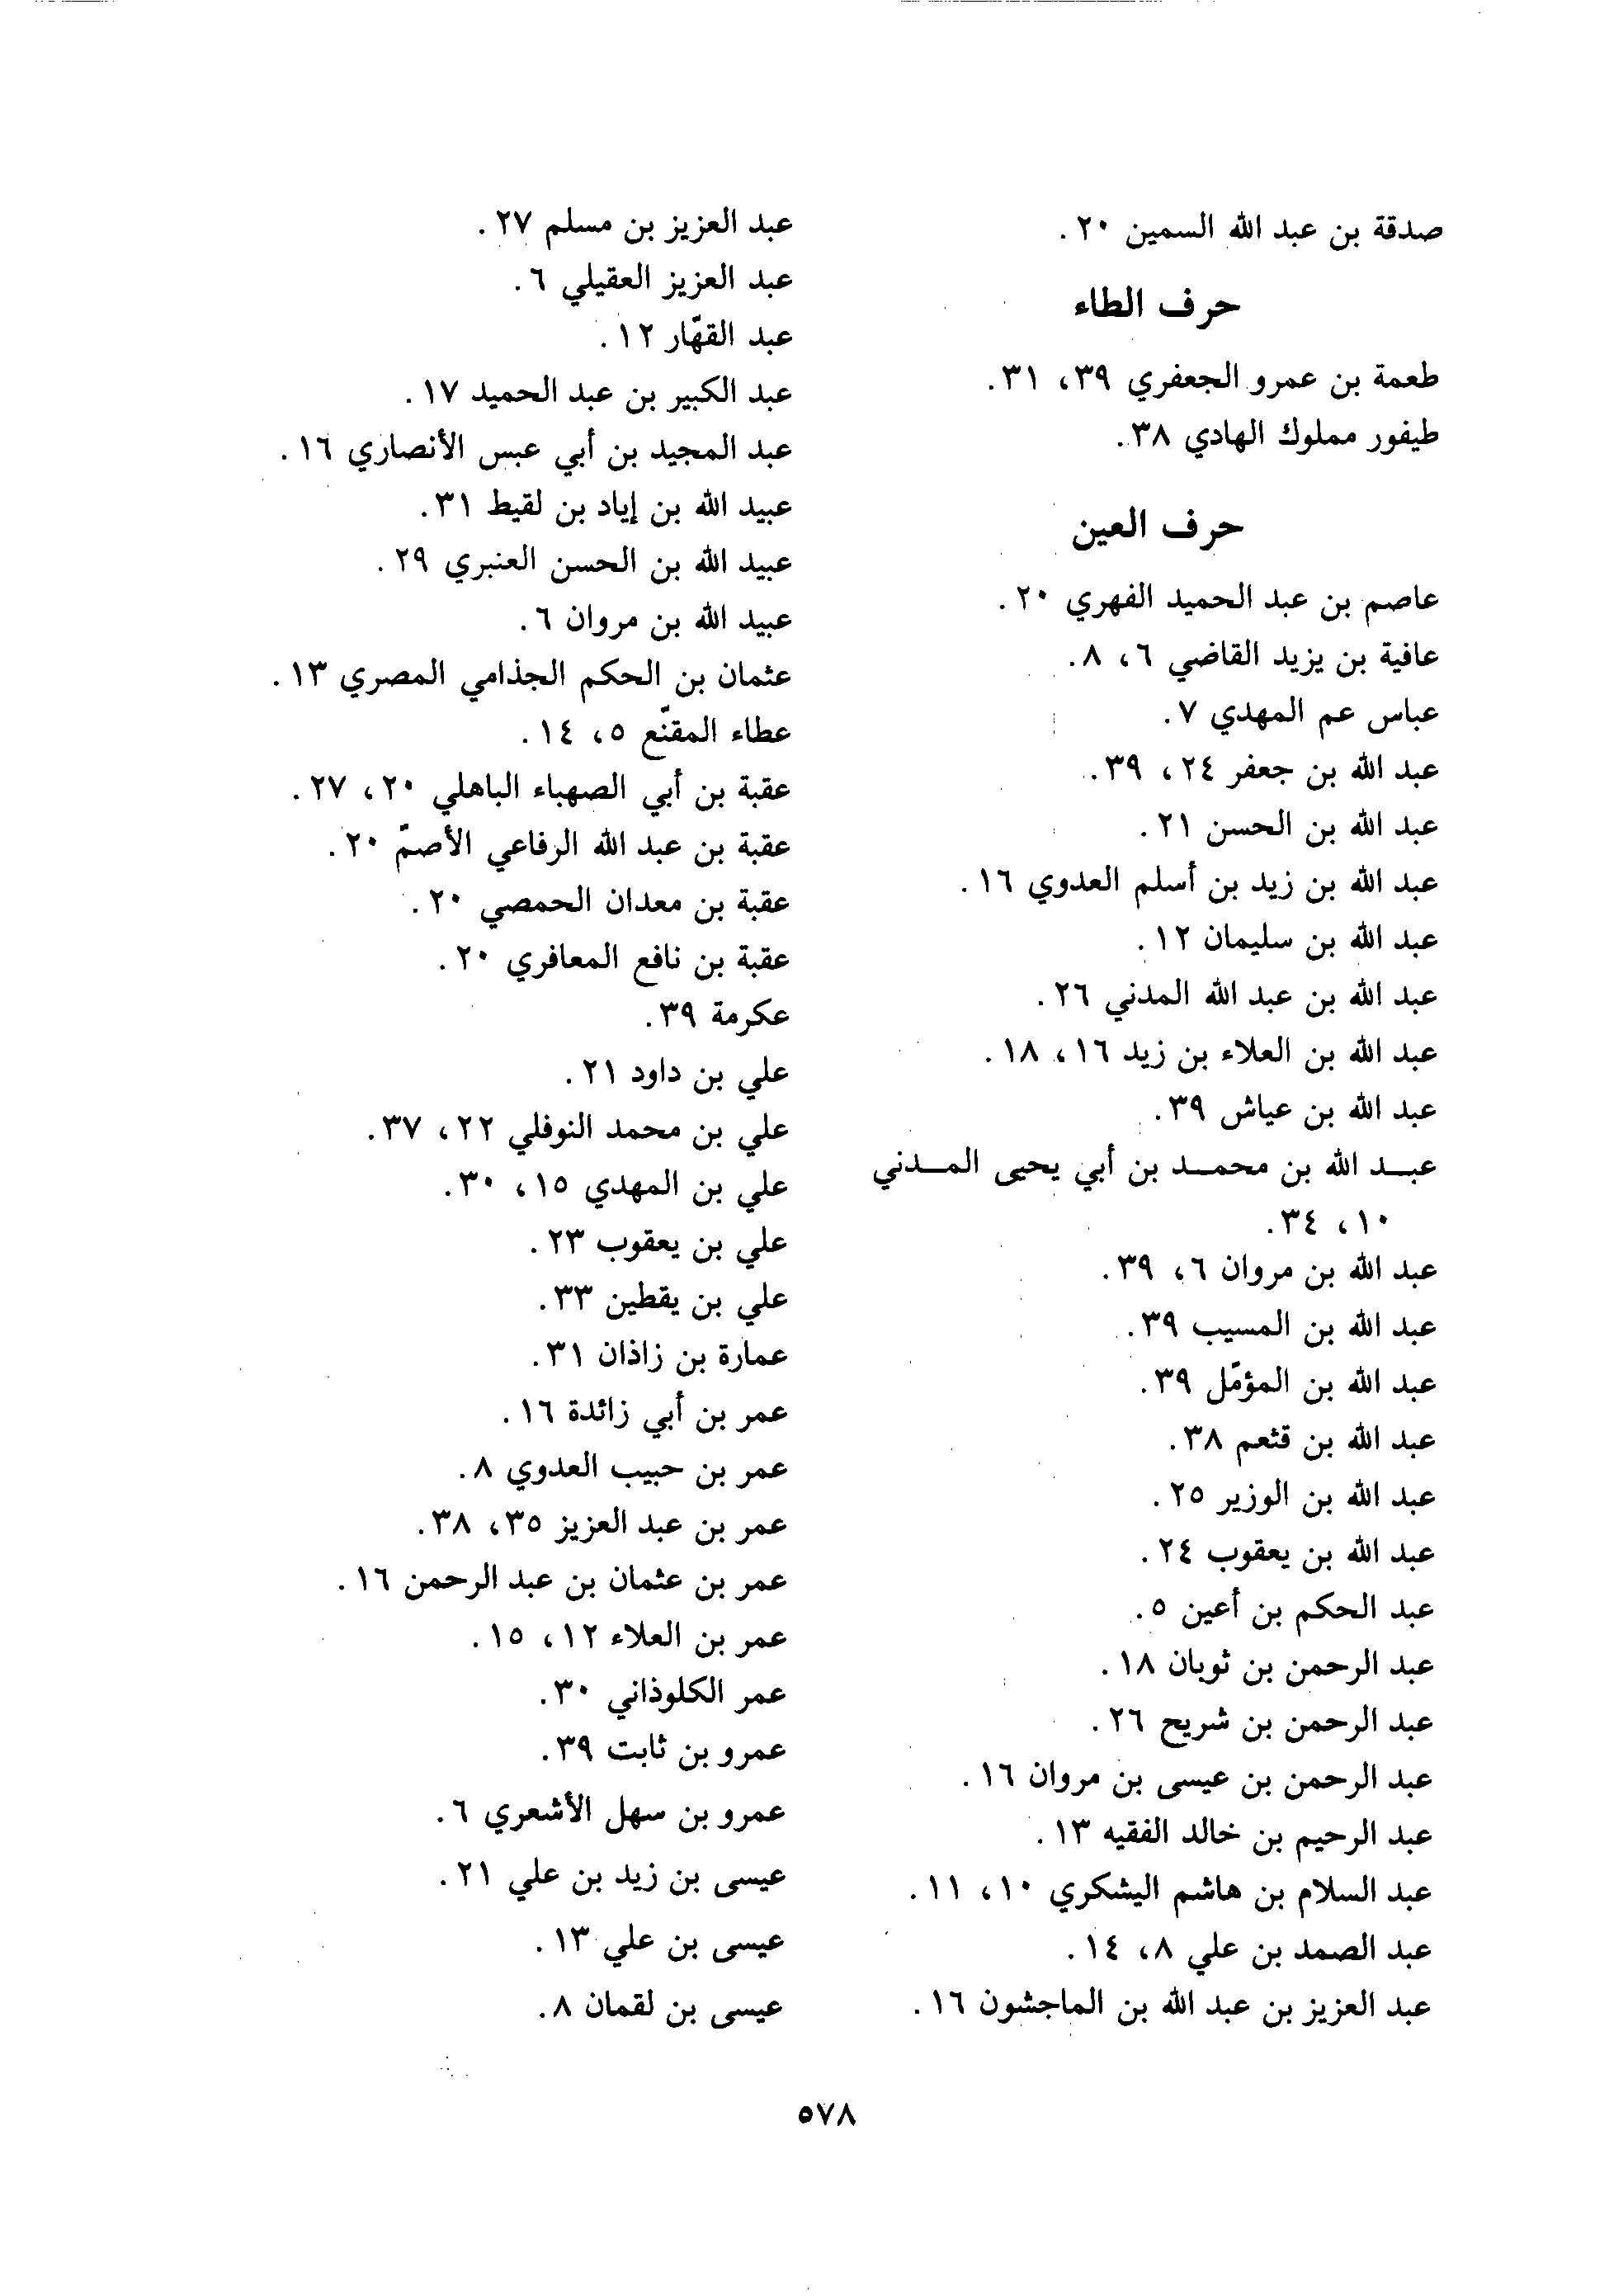 صدقة بن عبد الله السمين ٢٠.
حرف الطاء
طعمة بن عمرو الجعفري ٣٩، ٣١.
طيفور مملوك الهادي ٣٨.
حرف العين
عاصم بن عبد الحميد الفهري ٢٠.
عافية بن يزيد القاضي ٦، ٨.
عباس عم المهدي ٧.
عبد الله بن جعفر ٢٤، ٣٩.
عبد الله بن الحسن ٢١.
عبد الله بن زيد بن أسلم العدوي ١٦.
عبد الله بن سليمان ١٢.
عبد الله بن عبد الله المدني ٢٦.
عبد الله بن العلاء بن زيد ١٦، ١٨.
عبد الله بن عياش ٣٩.
عبـد الله بن محمـد بن أبي يحيى المـدني
١٠، ٣٤.
عبد الله بن مروان ٦، ٣٩.
عبد الله بن المسيب ٣٩.
عبد الله بن المؤمّل ٣٩.
عبد الله بن قثعم ٣٨.
عبد الله بن الوزير ٢٥.
عبد الله بن يعقوب ٢٤.
عبد الحكم بن أعين ٥.
عبد الرحمن بن ثوبان ١٨.
عبد الرحمن بن شريح ٢٦.
عبد الرحمن بن عيسى بن مروان ١٦.
عبد الرحيم بن خالد الفقيه ١٣.
عبد السلام بن هاشم اليشكري ١٠، ١١.
عبد الصمد بن علي ٨، ١٤.
عبد العزيز بن عبد الله بن الماجشون ١٦.
عبد العزيز بن مسلم ٢٧.
عبد العزيز العقيلي ٦.
عبد القهّار ١٢.
عبد الكبير بن عبد الحميد ١٧.
عبد المجيد بن أبي عبس الأنصاري ١٦.
عبيد الله بن إياد بن لقيط ٣١.
عبيد الله بن الحسن العنبري ٢٩.
عبيد الله بن مروان ٦.
عثمان بن الحكم الجذامي المصري ١٣.
عطاء المقنّع ٥، ١٤.
عقبة بن أبي الصهباء الباهلي ٢٠، ٢٧.
عقبة بن عبد الله الرفاعي الأصمّ ٢٠.
عقبة بن معدان الحمصي ٢٠.
عقبة بن نافع المعافري ٢٠.
عكرمة ٣٩.
علي بن داود ٢١.
علي بن محمد النوفلي ٢٢، ٣٧.
علي بن المهدي ١٥، ٣٠.
علي بن يعقوب ٢٣.
علي بن يقطين ٣٣.
عمارة بن زاذان ٣١.
عمر بن أبي زائدة ١٦.
عمر بن حبيب العدوي ٨.
عمر بن عبد العزيز ٣٥، ٣٨.
عمر بن عثمان بن عبد الرحمن ١٦.
عمر بن العلاء ١٢، ١٥.
عمر الكلوذاني ٣٠.
عمرو بن ثابت ٣٩.
عمرو بن سهل الأشعري ٦.
عيسى بن زيد بن علي ٢١.
عيسى بن علي ١٣.
عيسى بن لقمان ٨.
٥٧٨